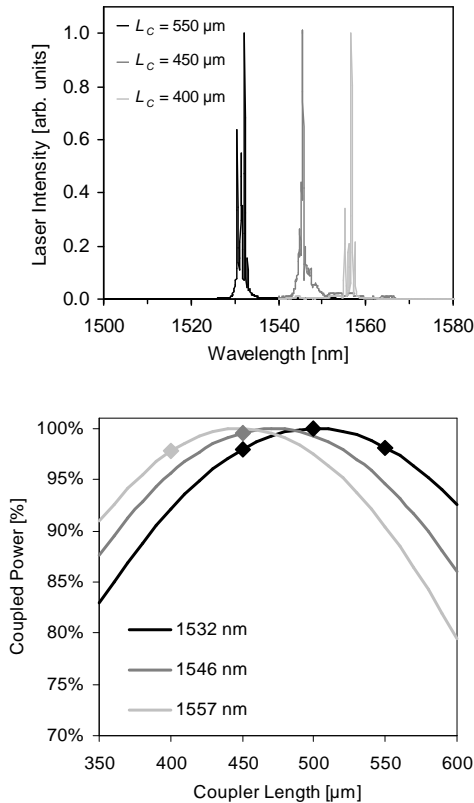 L_C = 550 µm
L_C = 450 µm
L_C = 400 µm
1.0
0.8
0.6
0.4
0.2
0.0
Laser Intensity [arb. units]
1500 1520 1540 1560 1580
Wavelength [nm]
100%
95%
90%
85%
80%
75%
70%
Coupled Power [%]
1532 nm
1546 nm
1557 nm
350 400 450 500 550 600
Coupler Length [µm]